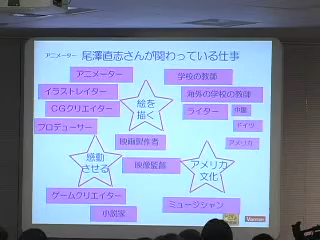 アニメーター 尾澤直志さんが関わっている仕事
アニメーター
学校の教師
イラストレイター
海外の学校の教師
CGクリエイター
絵を
描く
ライター
中国
プロデューサー
ドイツ
映画製作者
アメリカ
感動
させる
映像監督
アメリカ
文化
ゲームクリエイター
ミュージシャン
小説家